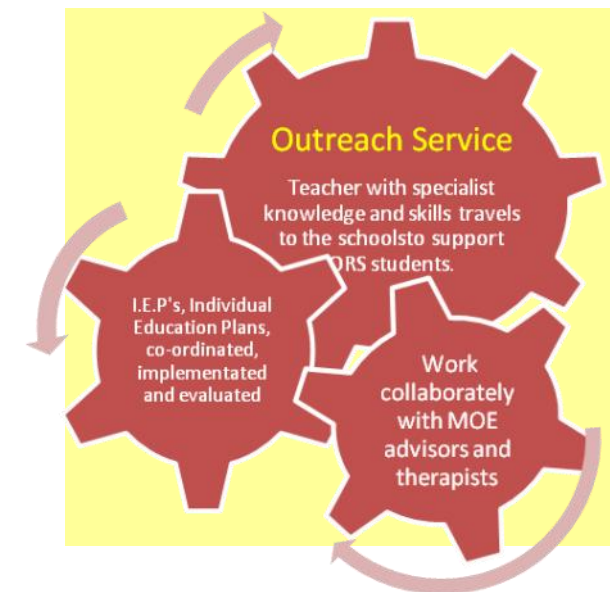 Outreach Service
Teacher with specialist
knowledge and skills travels
to the schoolsto support
ORS students.
I.E.P's, Individual
Education Plans,
co-ordinated,
implementated
and evaluated
Work
collaborately
with MOE
advisors and
therapists